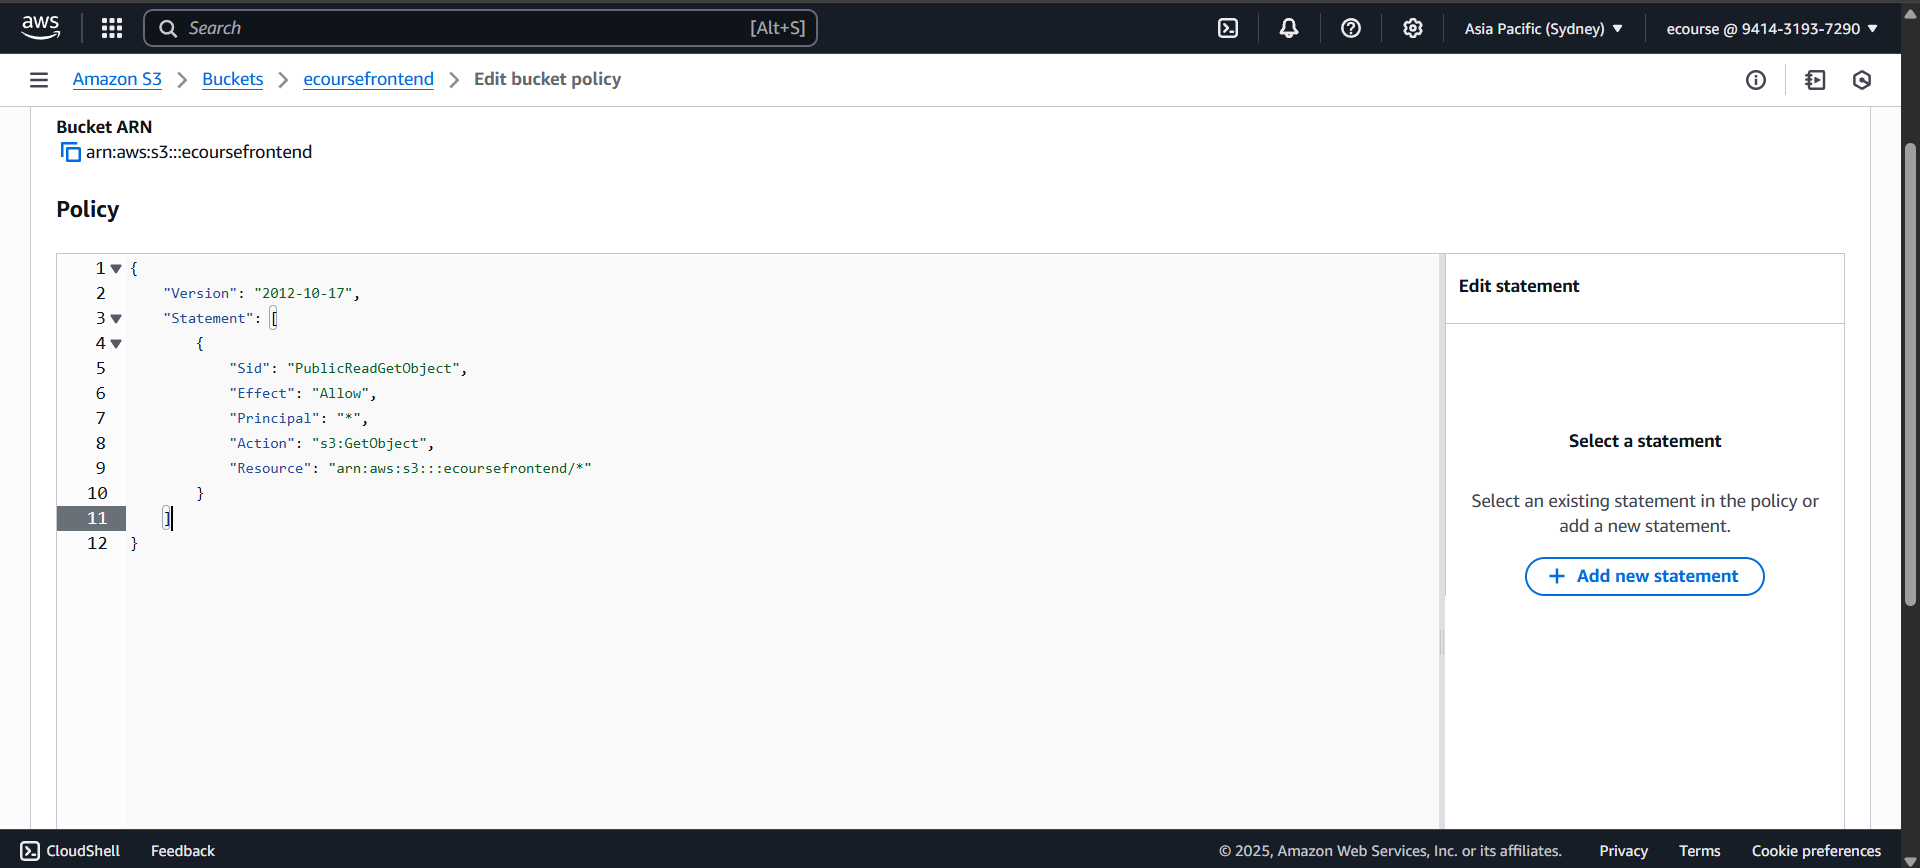 aws
Search [Alt+S]
Asia Pacific (Sydney)
ecourse @ 9414-3193-7290
Amazon S3 > Buckets > ecoursefrontend > Edit bucket policy
Bucket ARN
arn:aws:s3:::ecoursefrontend
Policy
1 {
2 "Version": "2012-10-17",
3 "Statement": [
4 {
5 "Sid": "PublicReadGetObject",
6 "Effect": "Allow",
7 "Principal": "*",
8 "Action": "s3:GetObject",
9 "Resource": "arn:aws:s3:::ecoursefrontend/*"
10 }
11 ]
12 }
Edit statement
Select a statement
Select an existing statement in the policy or
add a new statement.
+ Add new statement
CloudShell
Feedback
© 2025, Amazon Web Services, Inc. or its affiliates.
Privacy
Terms
Cookie preferences